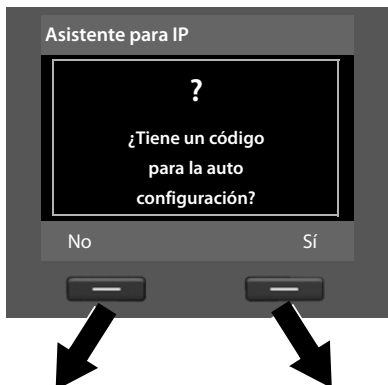 Asistente para IP
?
¿Tiene un código
para la auto
configuración?
No Sí